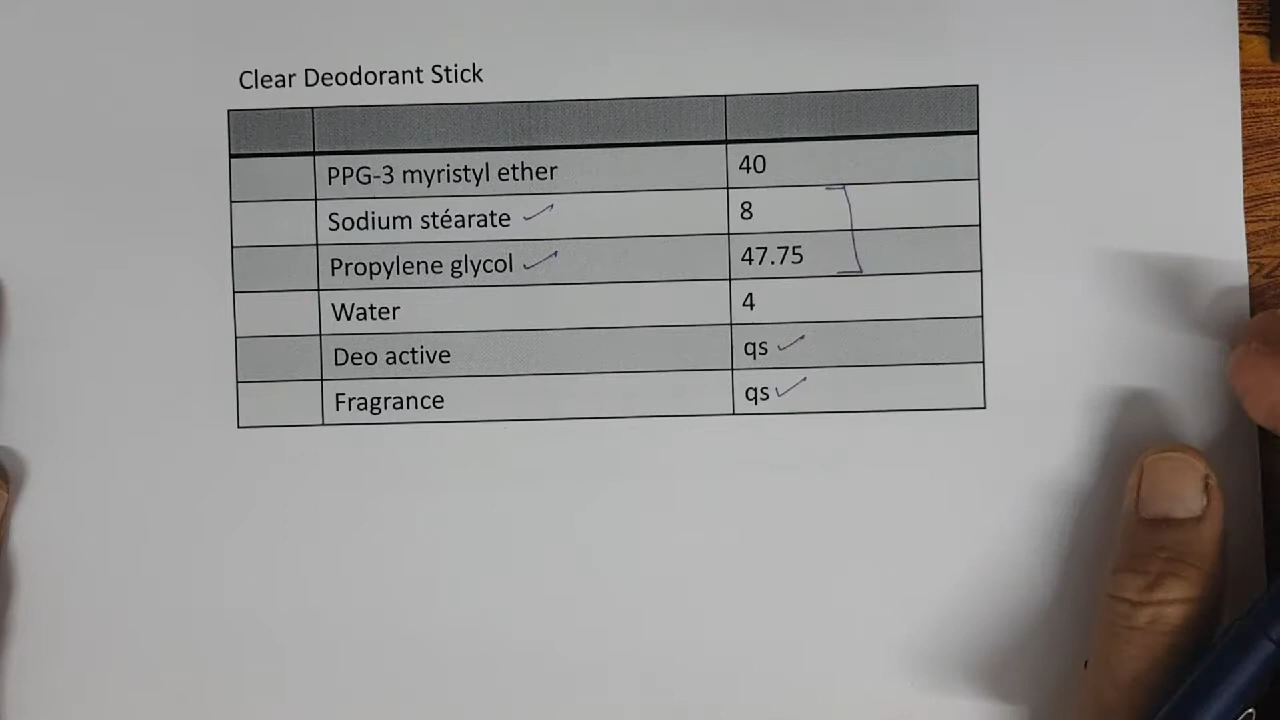 Clear Deodorant Stick
PPG-3 myristyl ether 40
Sodium stéarate 8
Propylene glycol 47.75
Water 4
Deo active qs
Fragrance qs